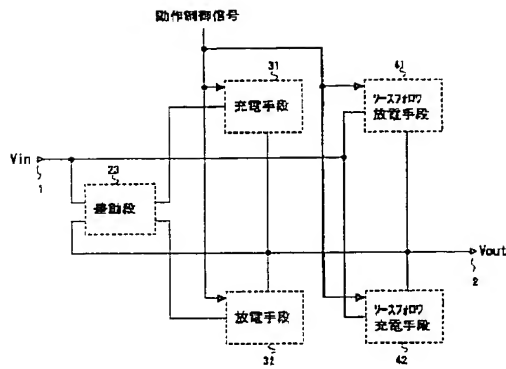 動作制御信号
31
充電手段
41
ソースフォロワ
放電手段
Vin
1
23
差動段
Vout
2
放電手段
32
ソースフォロワ
充電手段
42